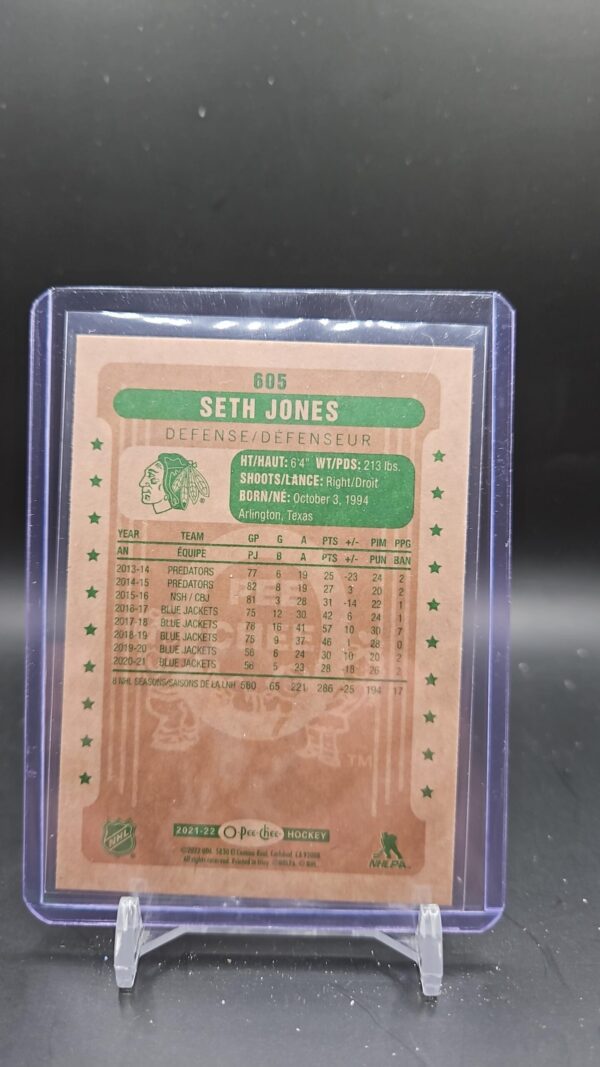 605
SETH JONES
DEFENSE/DÉFENSEUR
HT/HAUT: 6'4" WT/PDS: 213 lbs.
SHOOTS/LANCE: Right/Droit
BORN/NÉ: October 3, 1994
Arlington, Texas
YEAR TEAM GP G A PTS +/- PIM PPG
AN ÉQUIPE PJ B A PTS +/- PUN BAN
2013-14 PREDATORS 77 6 19 25 -23 24 2
2014-15 PREDATORS 82 8 19 27 3 20 2
2015-16 NSH / CBJ 81 3 28 31 -14 22 1
2016-17 BLUE JACKETS 75 12 30 42 6 24 1
2017-18 BLUE JACKETS 78 16 41 57 10 30 7
2018-19 BLUE JACKETS 75 9 37 46 1 28 0
2019-20 BLUE JACKETS 56 6 24 30 10 20 2
2020-21 BLUE JACKETS 56 5 23 28 -18 26 2
8 NHL SEASONS/SAISONS DE LA LNH 580 65 221 286 -25 194 17
TM
NHL
2021-22 O-Pee-Chee HOCKEY
NHLPA
All rights reserved. Printed in